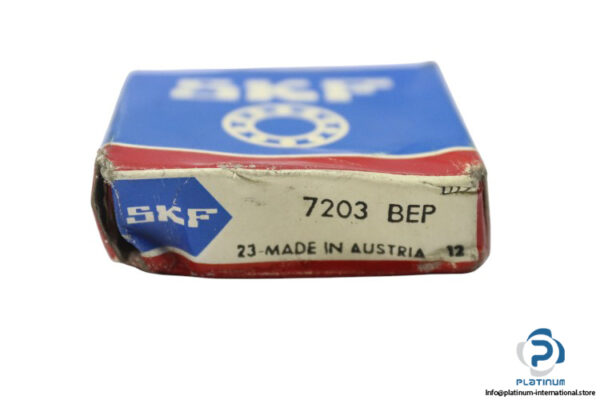 SKF
SKF
7203 BEP
23-MADE IN AUSTRIA 12
PLATINUM
Info@platinum-international.store